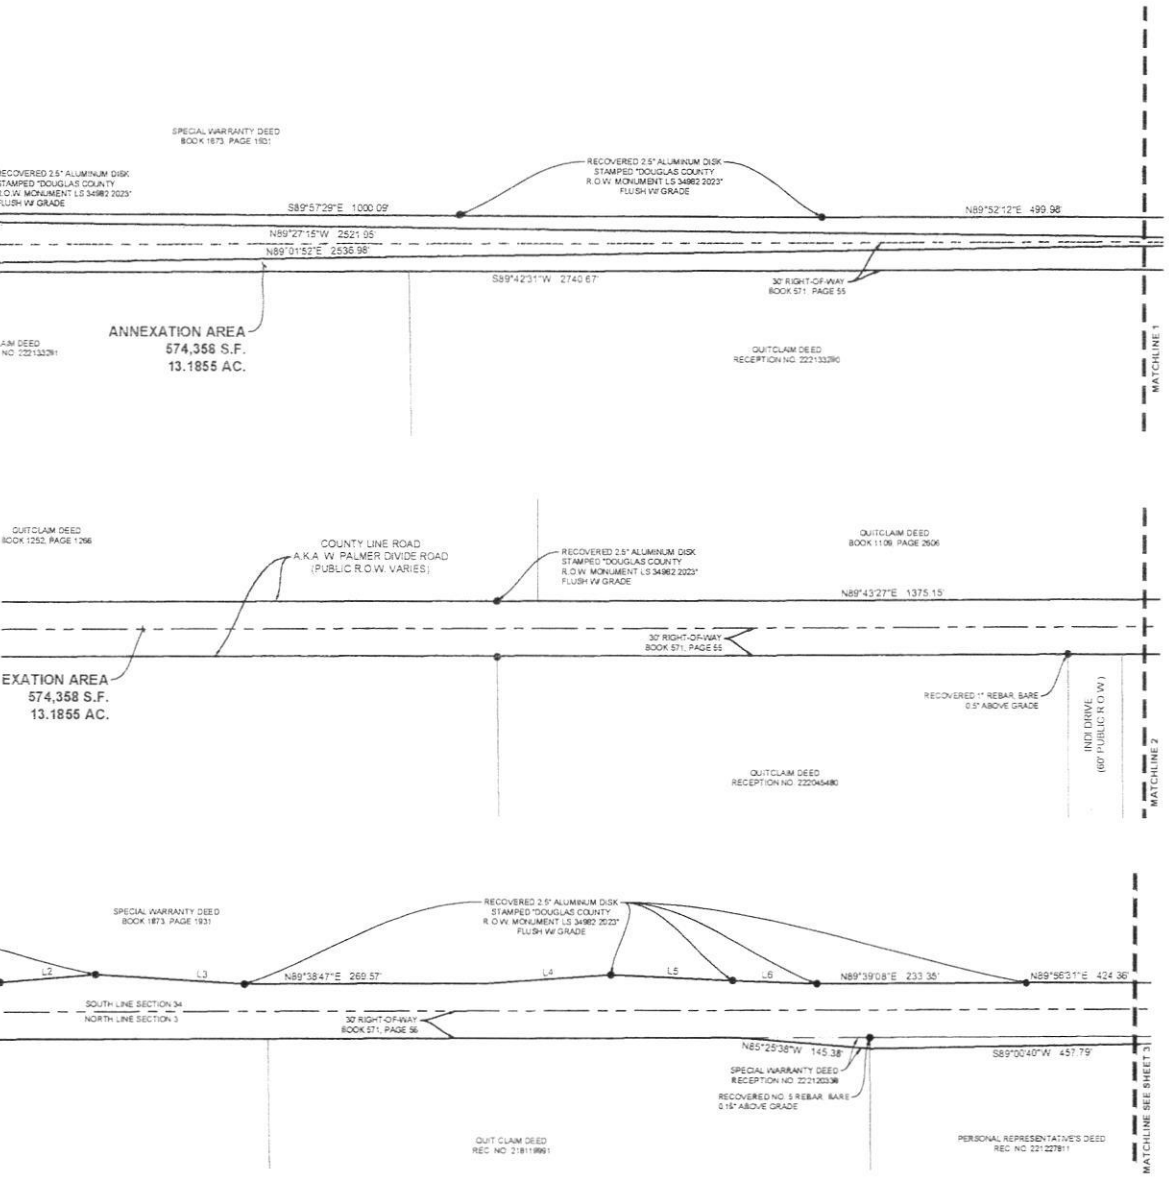 SPECIAL WARRANTY DEED
BOOK 1873, PAGE 1931
RECOVERED 2.5" ALUMINUM DISK
STAMPED "DOUGLAS COUNTY
R.O.W. MONUMENT LS 34982 2023"
FLUSH W/ GRADE
ECOVERED 2.5" ALUMINUM DISK
STAMPED "DOUGLAS COUNTY
.O.W. MONUMENT LS 34982 2023"
LUSH W/ GRADE
S89°57'29"E 1000.09'
N89°52'12"E 499.98'
N89°27'15"W 2521.95'
N89°01'52"E 2536.98'
S89°42'31"W 2740.67'
30' RIGHT-OF-WAY
BOOK 571, PAGE 55
ANNEXATION AREA
574,358 S.F.
13.1855 AC.
AIM DEED
NO. 222133291
QUITCLAIM DEED
RECEPTION NO. 222133290
MATCHLINE 1
QUITCLAIM DEED
BOOK 1252, PAGE 1266
COUNTY LINE ROAD
A.K.A. W. PALMER DIVIDE ROAD
(PUBLIC R.O.W. VARIES)
RECOVERED 2.5" ALUMINUM DISK
STAMPED "DOUGLAS COUNTY
R.O.W. MONUMENT LS 34982 2023"
FLUSH W/ GRADE
QUITCLAIM DEED
BOOK 1109, PAGE 2606
N89°43'27"E 1375.15'
30' RIGHT-OF-WAY
BOOK 571, PAGE 55
EXATION AREA
574,358 S.F.
13.1855 AC.
RECOVERED 1" REBAR, BARE
0.5" ABOVE GRADE
INDI DRIVE
(60' PUBLIC R.O.W.)
QUITCLAIM DEED
RECEPTION NO. 222045480
MATCHLINE 2
SPECIAL WARRANTY DEED
BOOK 1873, PAGE 1931
RECOVERED 2.5" ALUMINUM DISK
STAMPED "DOUGLAS COUNTY
R.O.W. MONUMENT LS 34982 2023"
FLUSH W/ GRADE
L2
L3
N89°38'47"E 269.57'
L4
L5
L6
N89°39'08"E 233.35'
N89°56'31"E 424.36'
SOUTH LINE SECTION 34
NORTH LINE SECTION 3
30' RIGHT-OF-WAY
BOOK 571, PAGE 56
N85°25'38"W 145.38'
S89°00'40"W 457.79'
SPECIAL WARRANTY DEED
RECEPTION NO. 222120338
RECOVERED NO. 5 REBAR, BARE
0.15" ABOVE GRADE
QUIT CLAIM DEED
REC. NO. 218119991
PERSONAL REPRESENTATIVE'S DEED
REC. NO. 221227811
MATCHLINE SEE SHEET 3